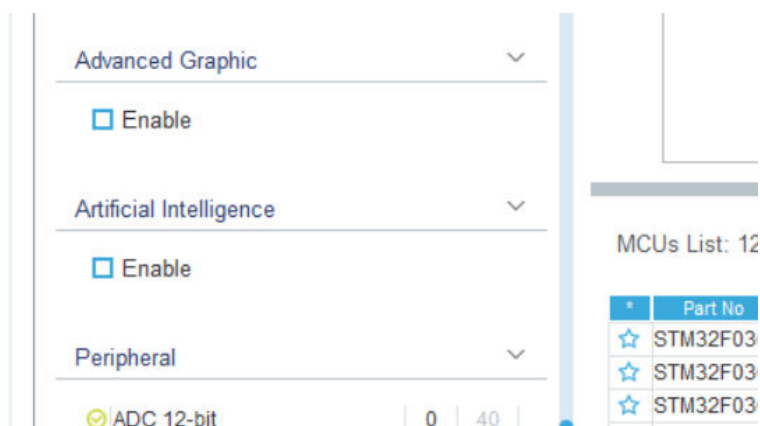 Advanced Graphic
Enable
Artificial Intelligence
Enable
Peripheral
ADC 12-bit 0 40
MCUs List: 12
* Part No
STM32F03
STM32F03
STM32F03